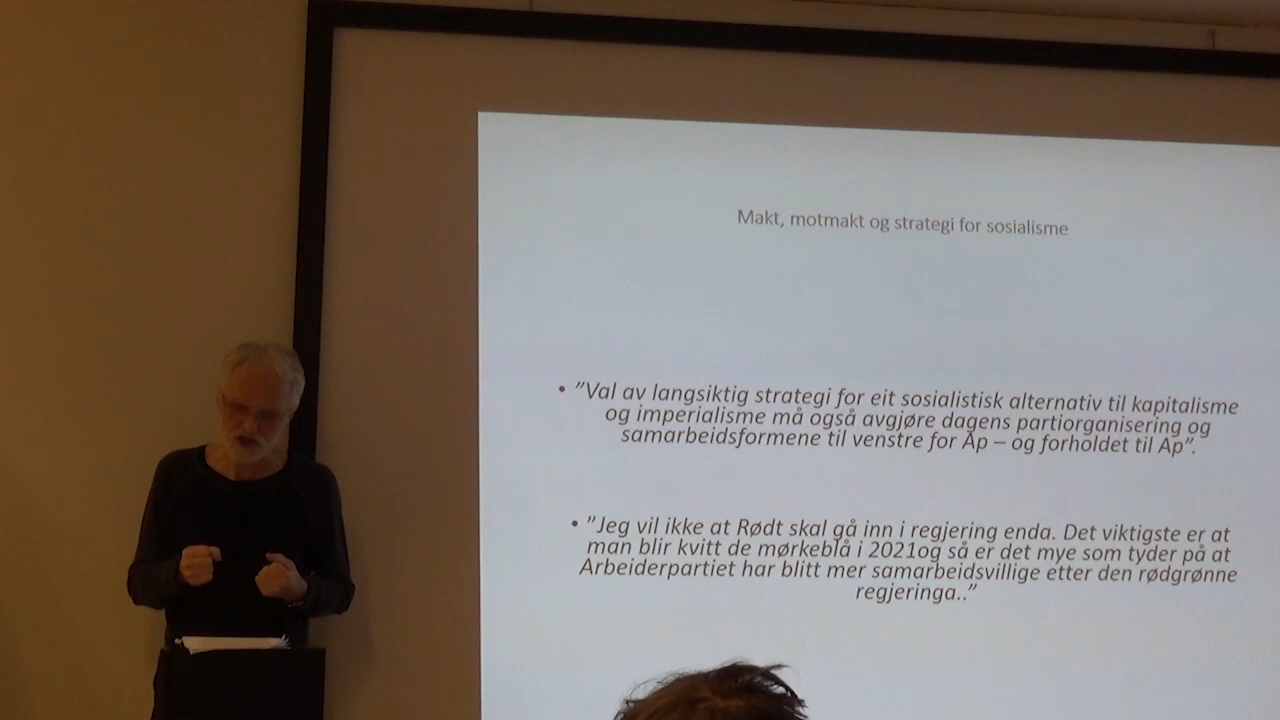 Makt, motmakt og strategi for sosialisme
• ”Val av langsiktig strategi for eit sosialistisk alternativ til kapitalisme
og imperialisme må også avgjøre dagens partiorganisering og
samarbeidsformene til venstre for Ap – og forholdet til Ap”.
• ”Jeg vil ikke at Rødt skal gå inn i regjering enda. Det viktigste er at
man blir kvitt de mørkeblå i 2021og så er det mye som tyder på at
Arbeiderpartiet har blitt mer samarbeidsvillige etter den rødgrønne
regjeringa..”